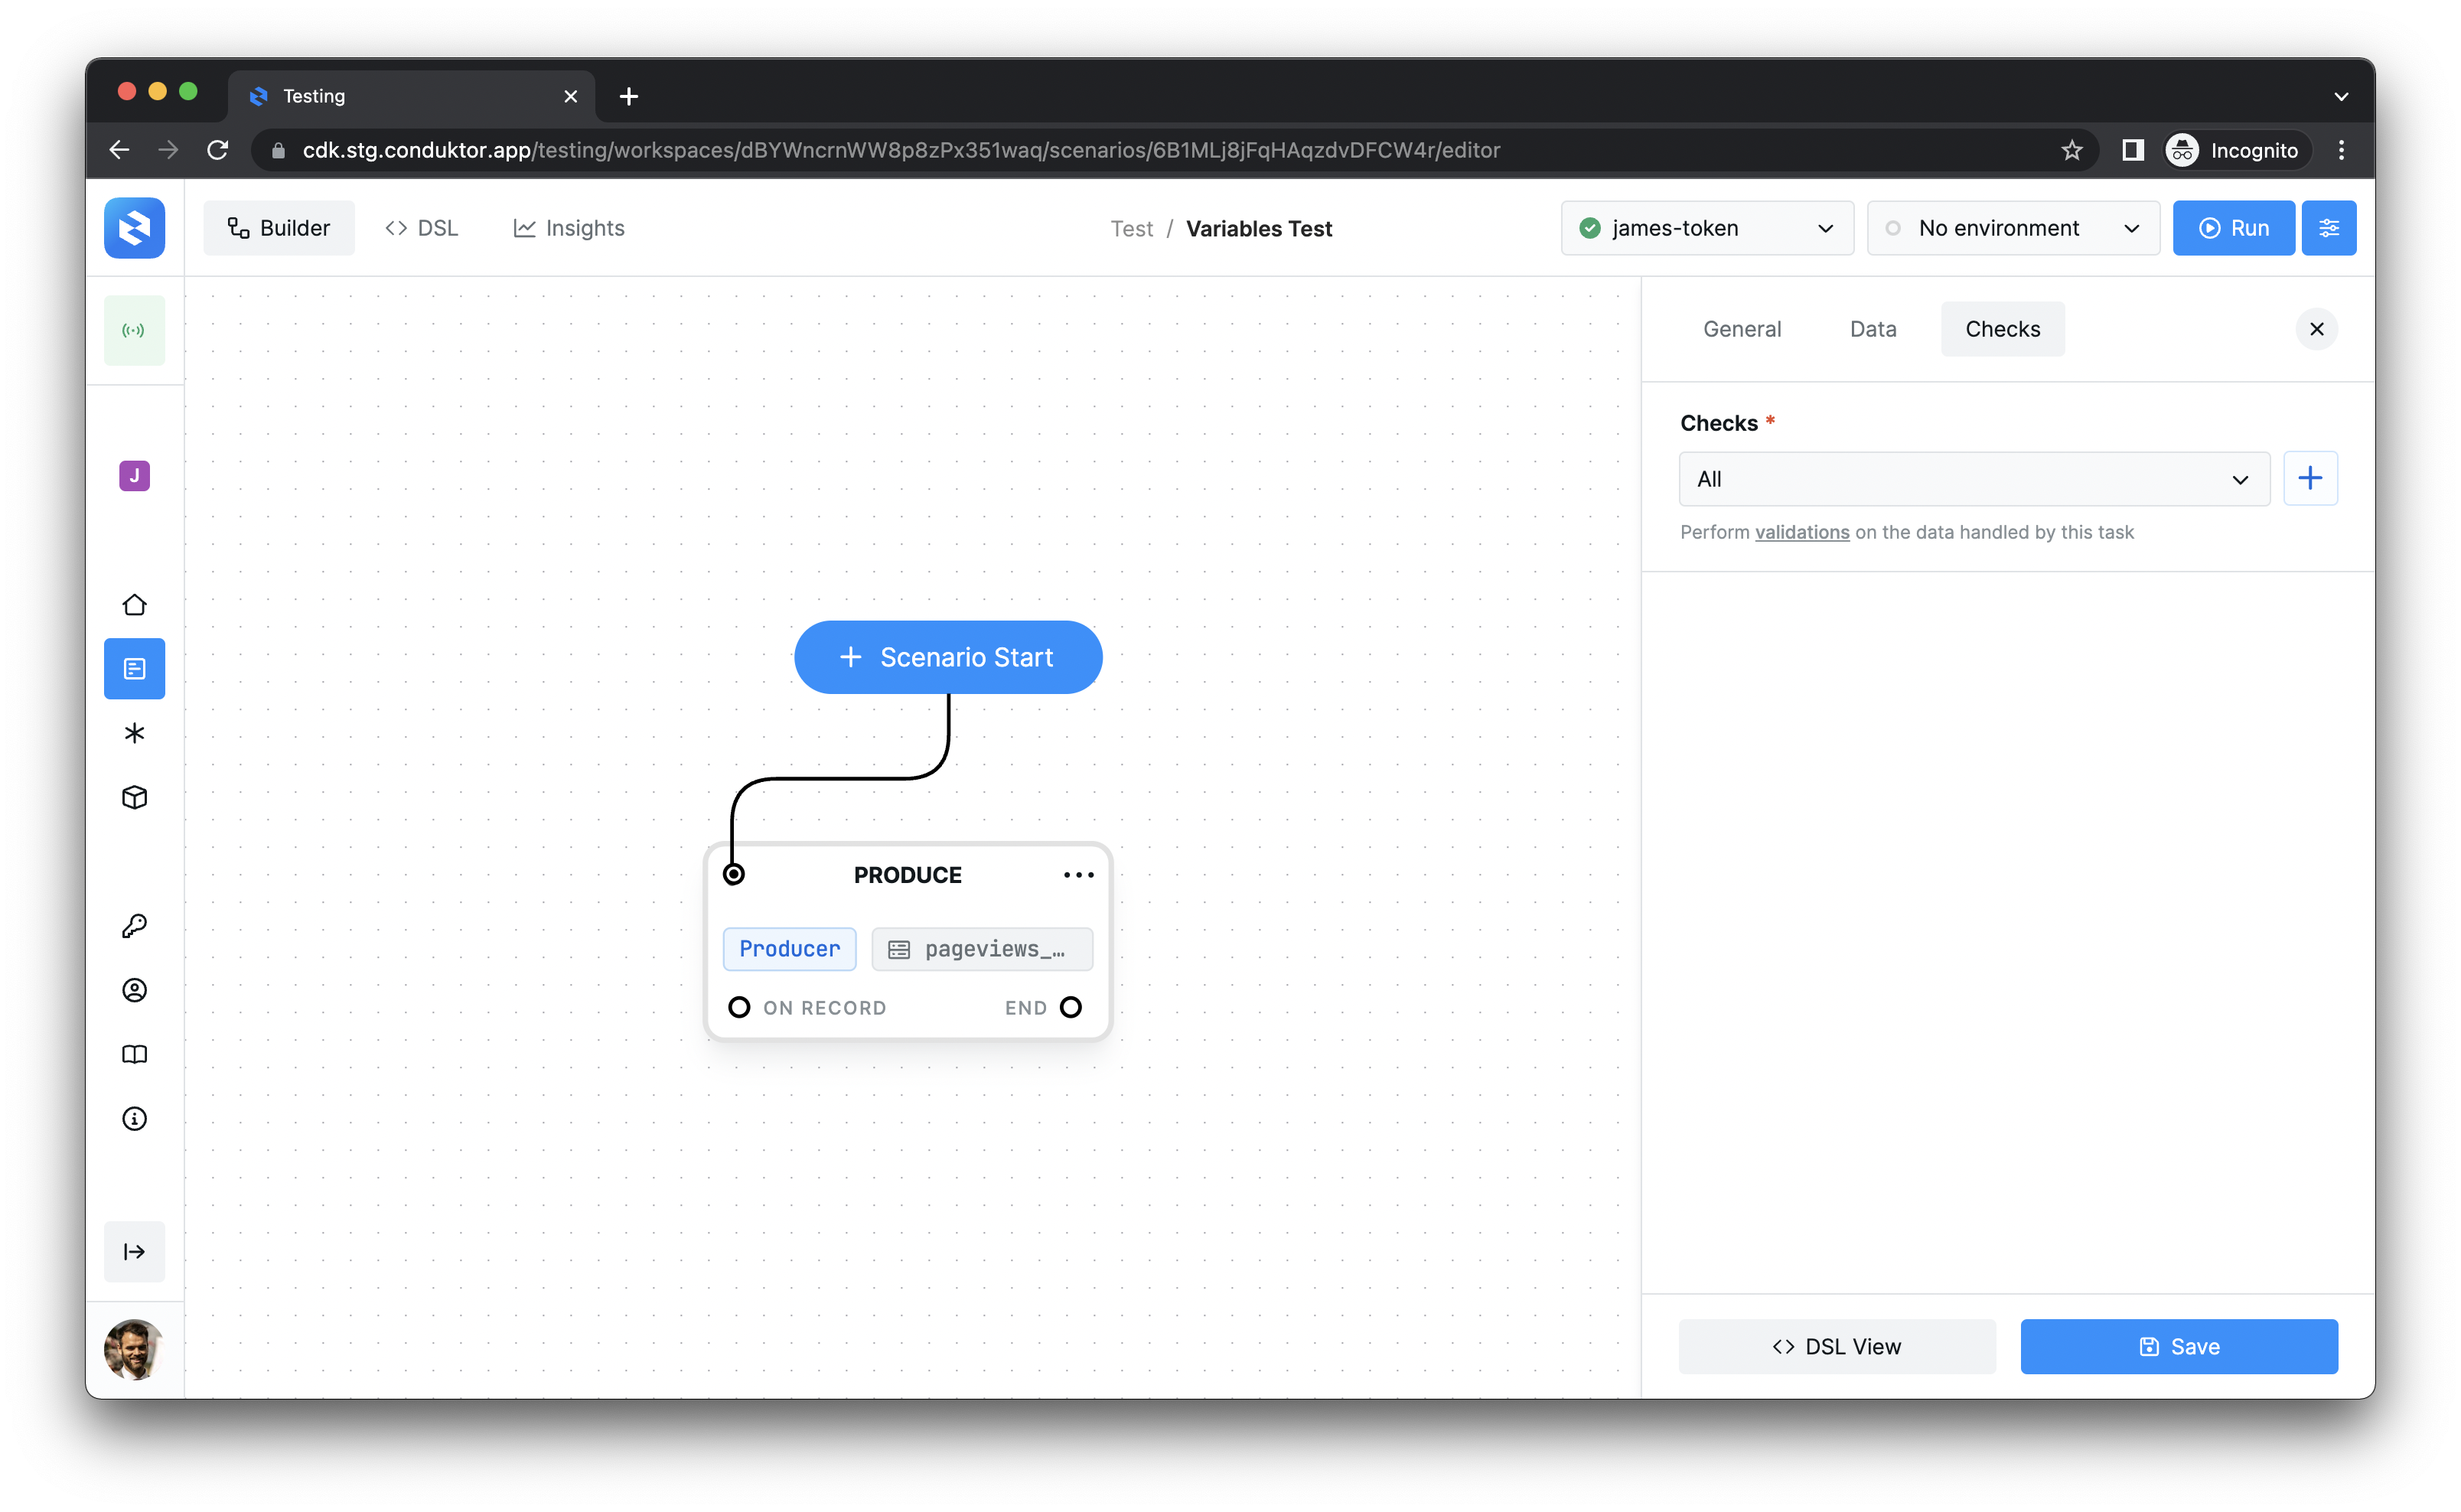 Testing
cdk.stg.conduktor.app/testing/workspaces/dBYWncrnWW8p8zPx351waq/scenarios/6B1MLj8jFqHAqzdvDFCW4r/editor
Incognito
Builder
<> DSL
Insights
Test / Variables Test
james-token
No environment
Run
J
General
Data
Checks
Checks *
All
Perform validations on the data handled by this task
+ Scenario Start
PRODUCE
Producer
pageviews_…
ON RECORD
END
<> DSL View
Save